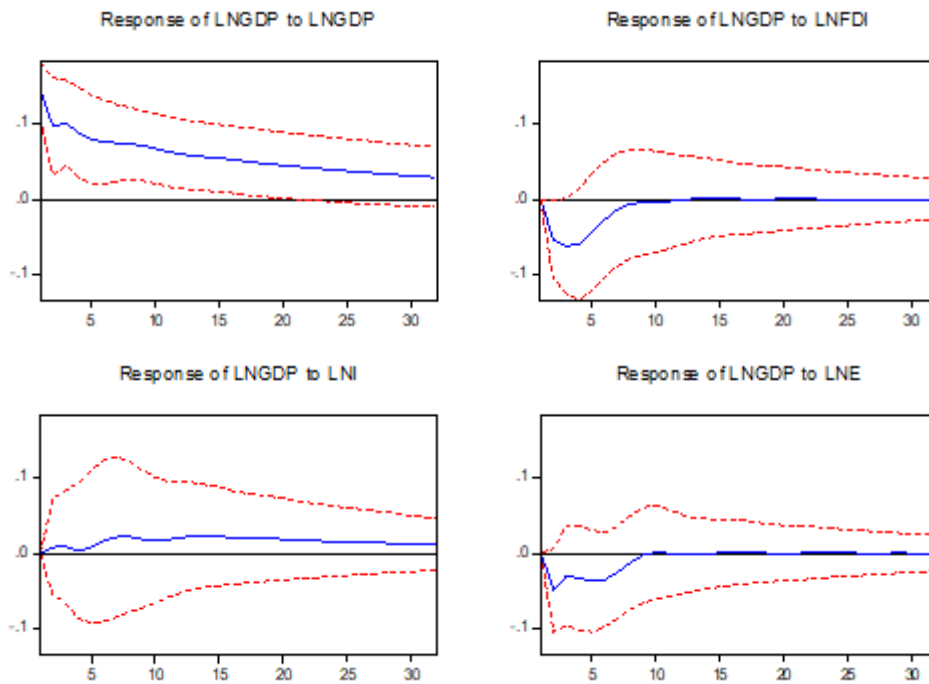 Response of LNGDP to LNGDP
.1
.0
-.1
5 10 15 20 25 30
Response of LNGDP to LNFDI
.1
.0
-.1
5 10 15 20 25 30
Response of LNGDP to LNI
.1
.0
-.1
5 10 15 20 25 30
Response of LNGDP to LNE
.1
.0
-.1
5 10 15 20 25 30